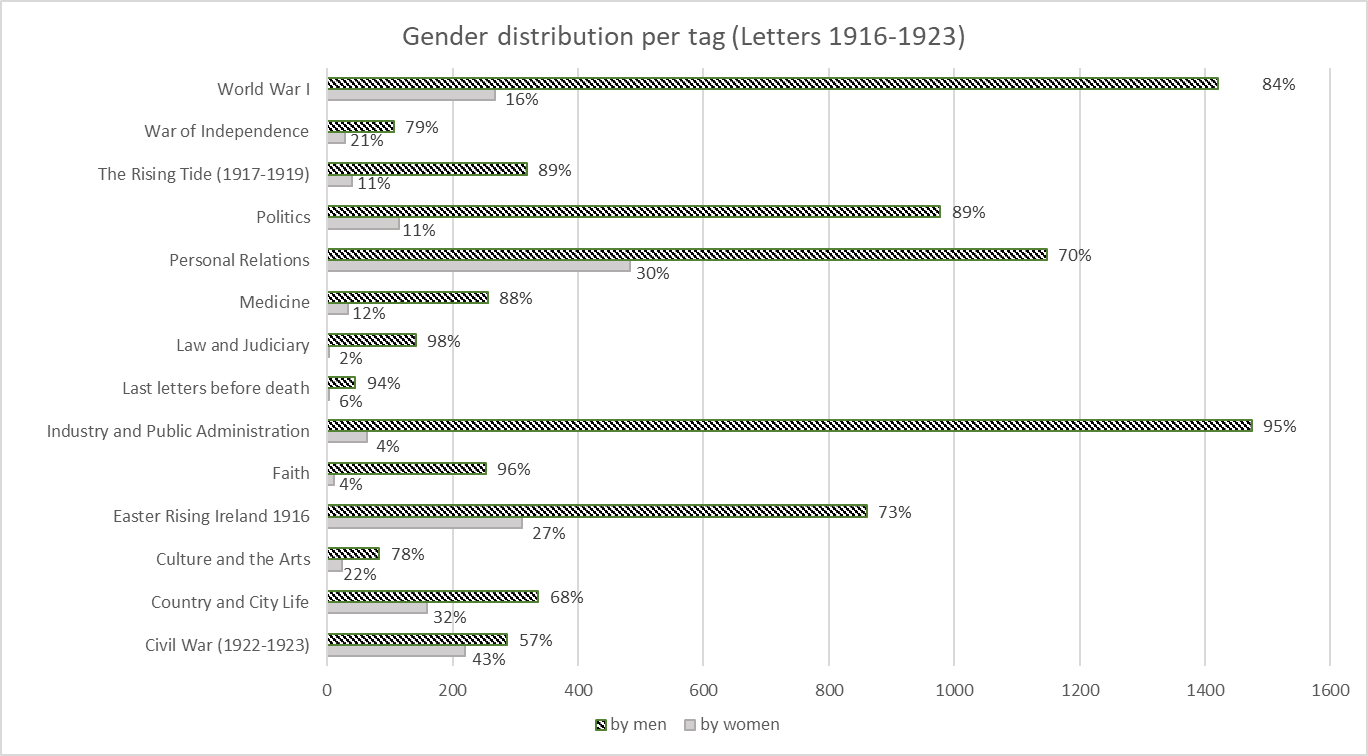 Gender distribution per tag (Letters 1916-1923)
World War I
84%
16%
War of Independence
79%
21%
The Rising Tide (1917-1919)
89%
11%
Politics
89%
11%
Personal Relations
70%
30%
Medicine
88%
12%
Law and Judiciary
98%
2%
Last letters before death
94%
6%
Industry and Public Administration
95%
4%
Faith
96%
4%
Easter Rising Ireland 1916
73%
27%
Culture and the Arts
78%
22%
Country and City Life
68%
32%
Civil War (1922-1923)
57%
43%
0 200 400 600 800 1000 1200 1400 1600
by men by women